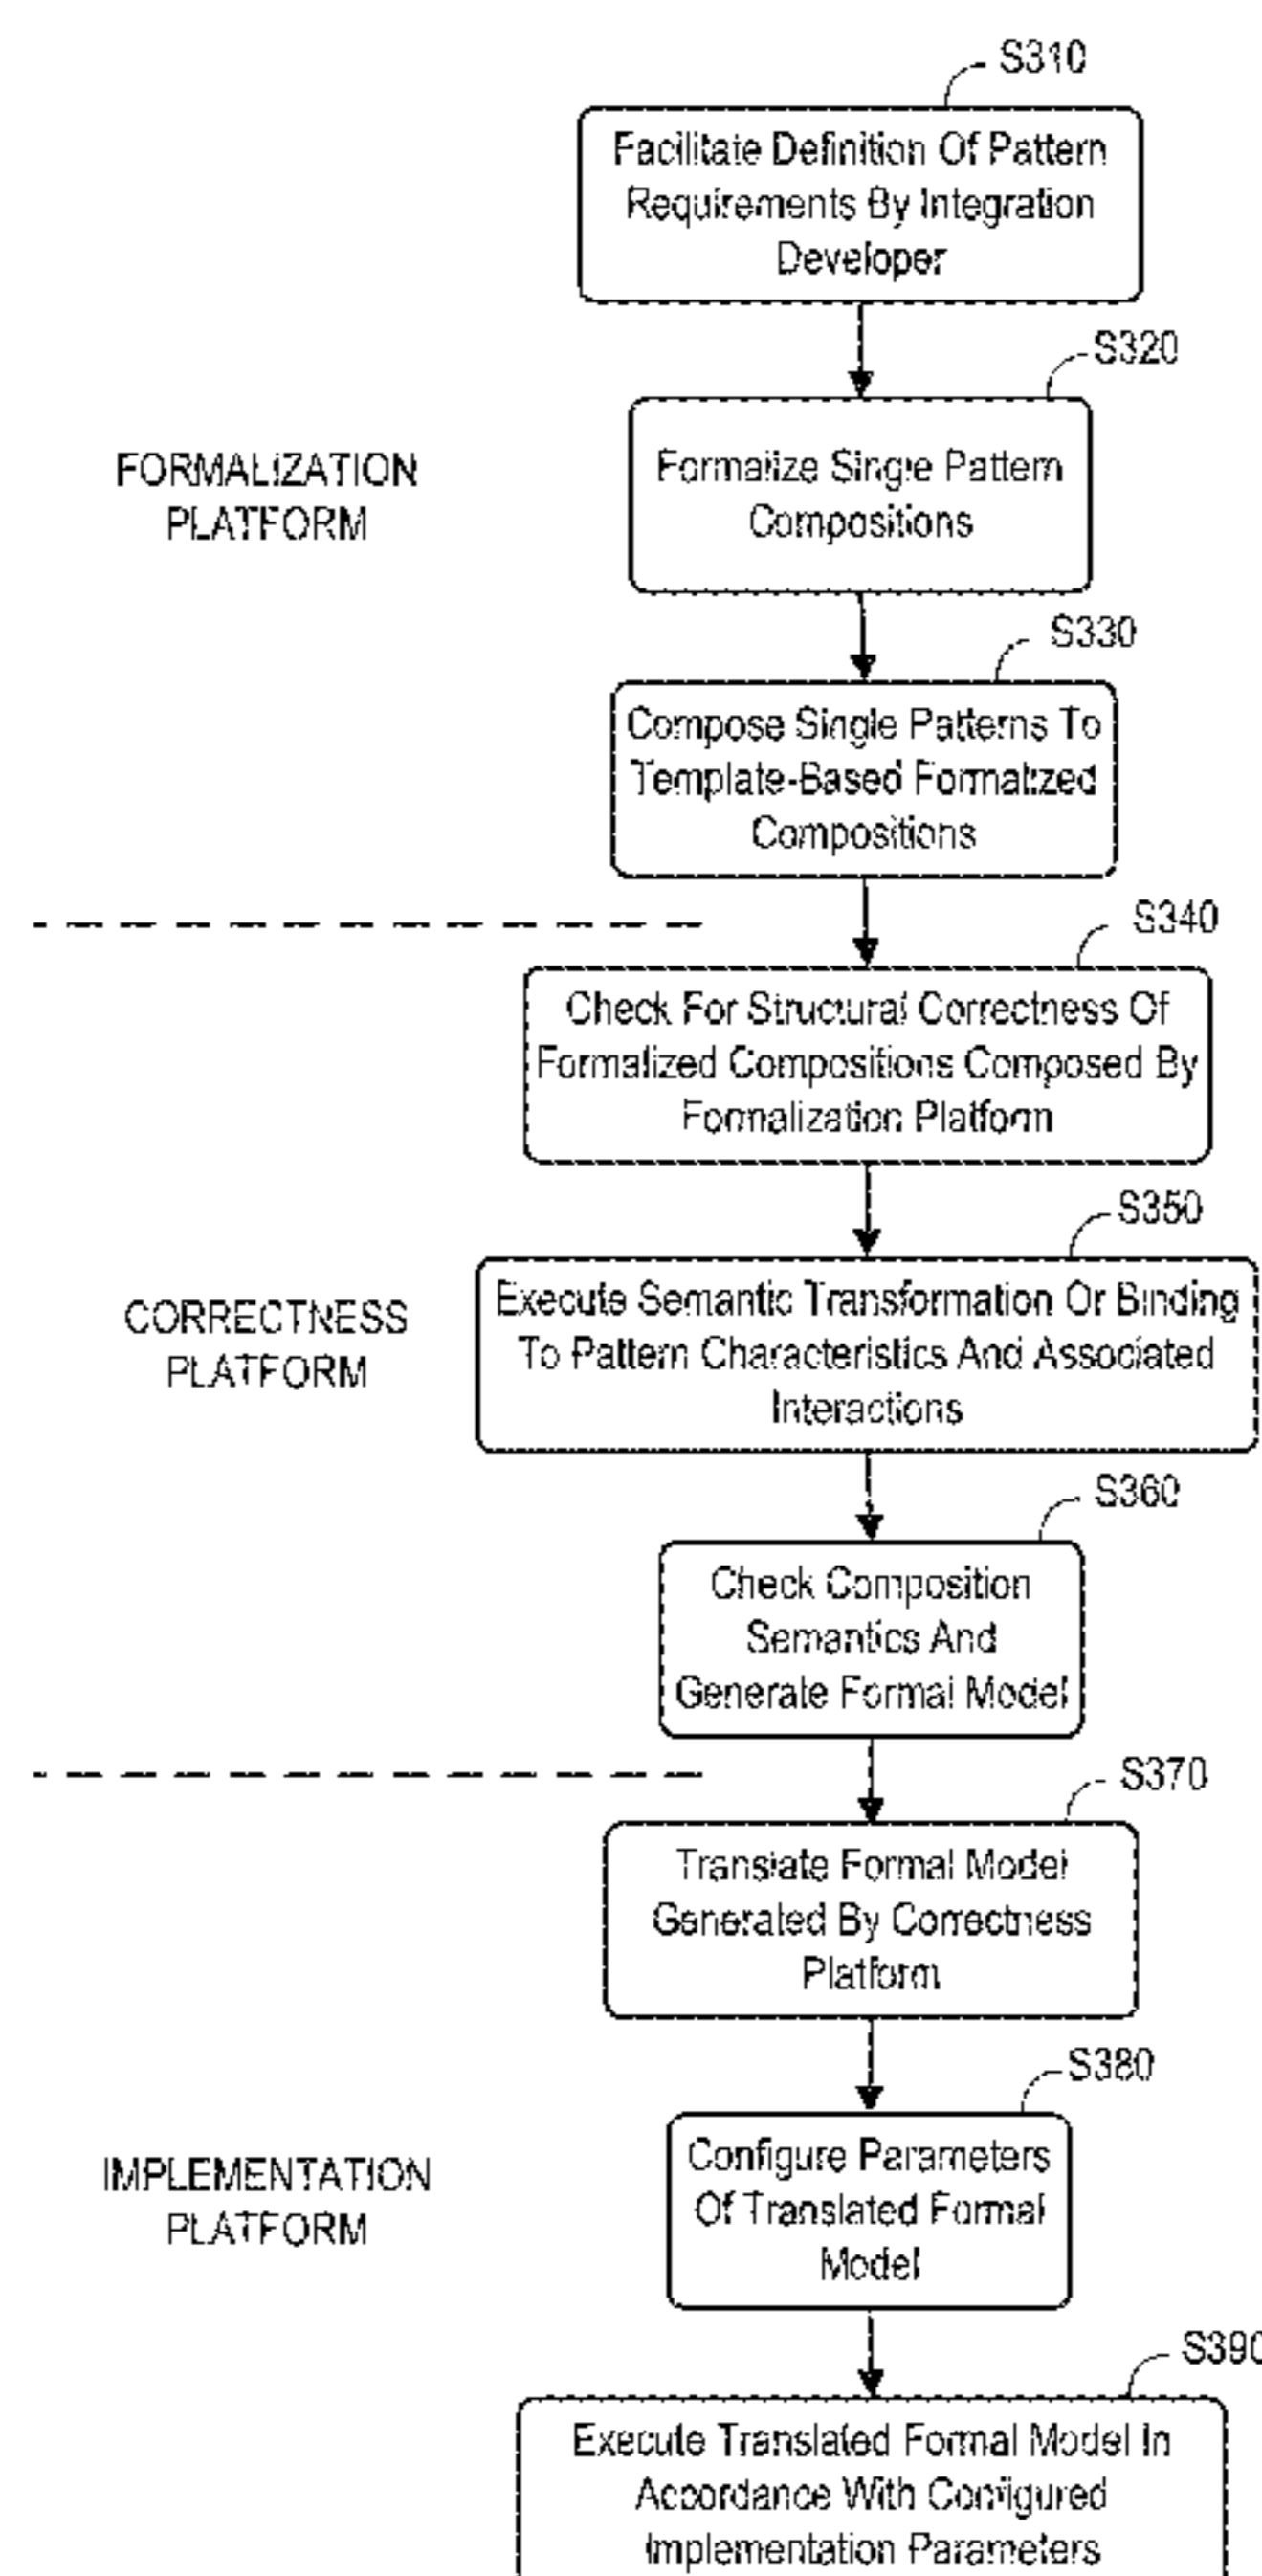 S310
Facilitate Definition Of Pattern
Requirements By Integration
Developer
S320
FORMALIZATION
PLATFORM
Formalize Single Pattern
Compositions
S330
Compose Single Patterns To
Template-Based Formalized
Compositions
S340
Check For Structural Correctness Of
Formalized Compositions Composed By
Formalization Platform
S350
CORRECTNESS
PLATFORM
Execute Semantic Transformation Or Binding
To Pattern Characteristics And Associated
Interactions
S360
Check Composition
Semantics And
Generate Formal Model
S370
Translate Formal Model
Generated By Correctness
Platform
S380
IMPLEMENTATION
PLATFORM
Configure Parameters
Of Translated Formal
Model
S390
Execute Translated Formal Model In
Accordance With Configured
Implementation Parameters